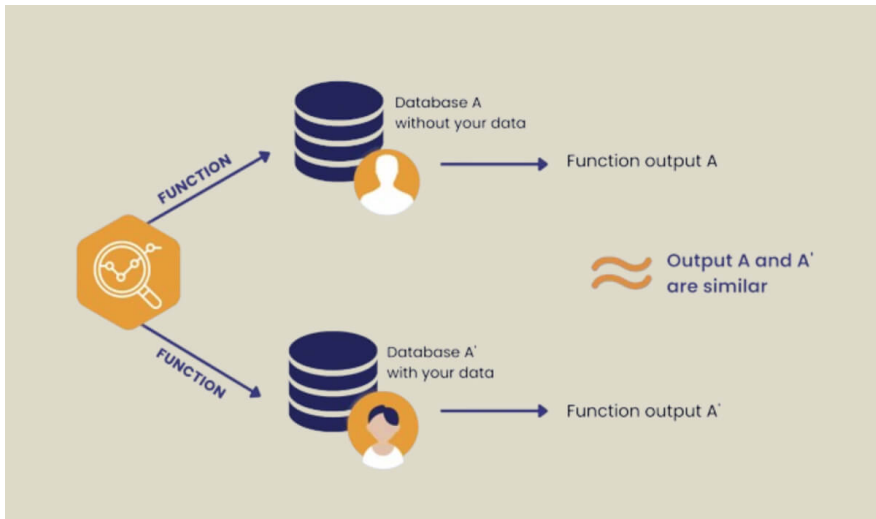 FUNCTION
Database A
without your data
Function output A
Output A and A'
are similar
FUNCTION
Database A'
with your data
Function output A'